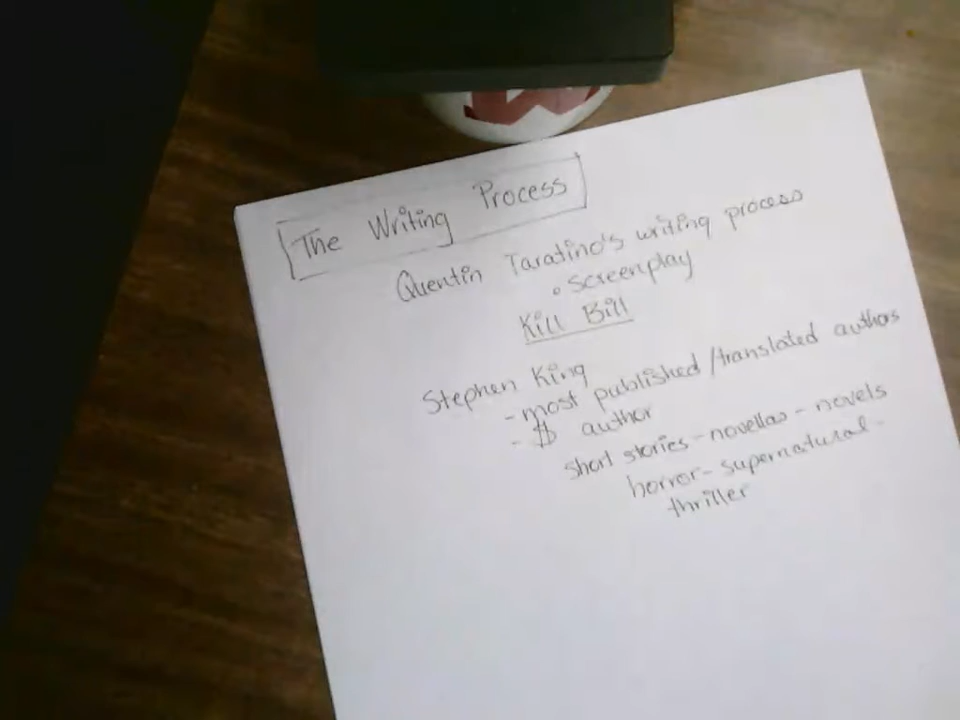 The Writing Process
Quentin Taratino's writing process
• Screenplay
Kill Bill
Stephen King
- most published/translated authors
- $ author
short stories - novellas - novels
horror - supernatural -
thriller